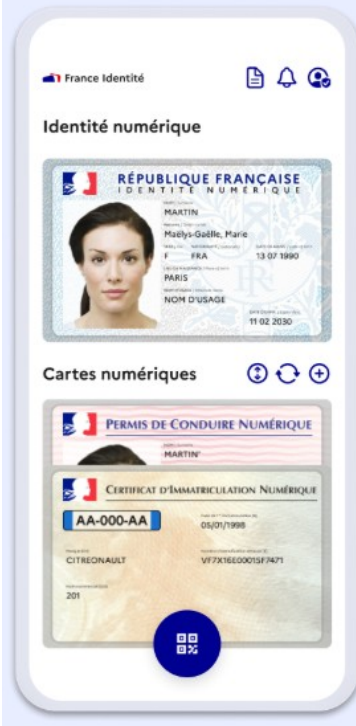 France Identité
Identité numérique
RÉPUBLIQUE FRANÇAISE
IDENTITÉ NUMÉRIQUE
MARTIN
Maëlys-Gaëlle, Marie
F FRA 13 07 1990
PARIS
NOM D'USAGE
11 02 2030
Cartes numériques
PERMIS DE CONDUIRE NUMÉRIQUE
MARTIN'
CERTIFICAT D'IMMATRICULATION NUMÉRIQUE
AA-000-AA
05/01/1998
CITREONAULT
VF7X16E00015F7471
201